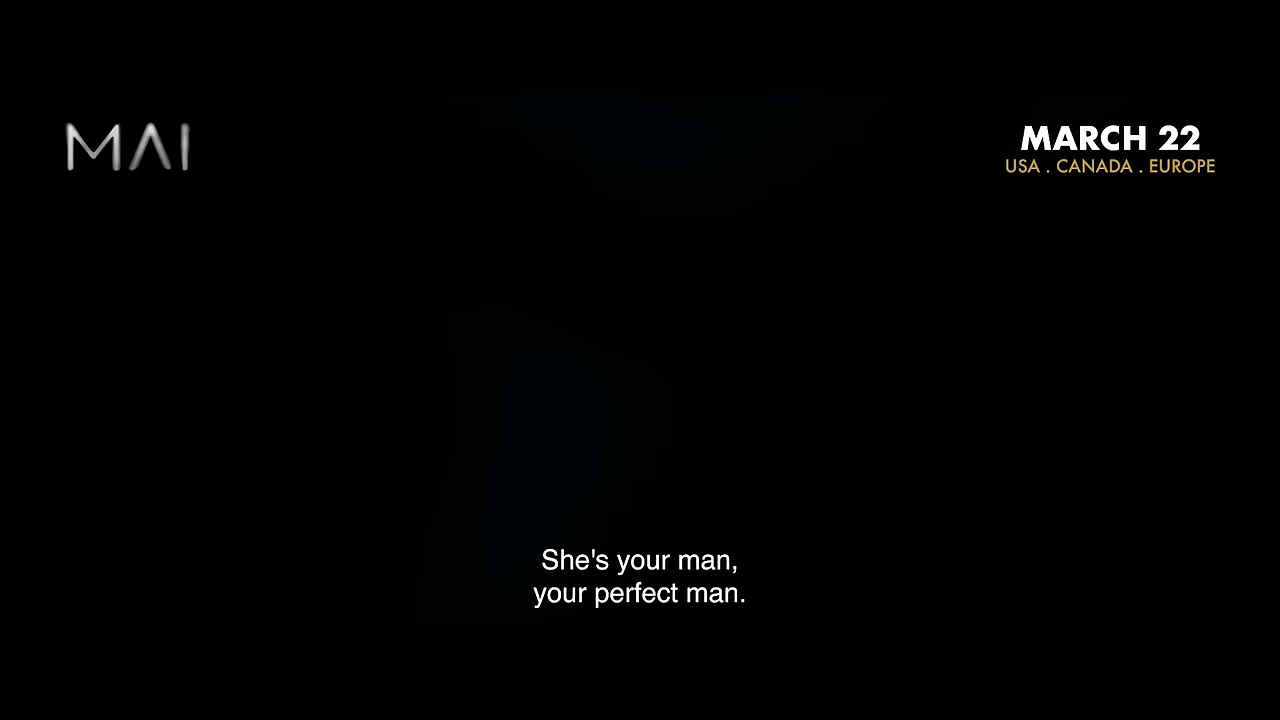 MAI
MARCH 22
USA . CANADA . EUROPE
She's your man,
your perfect man.